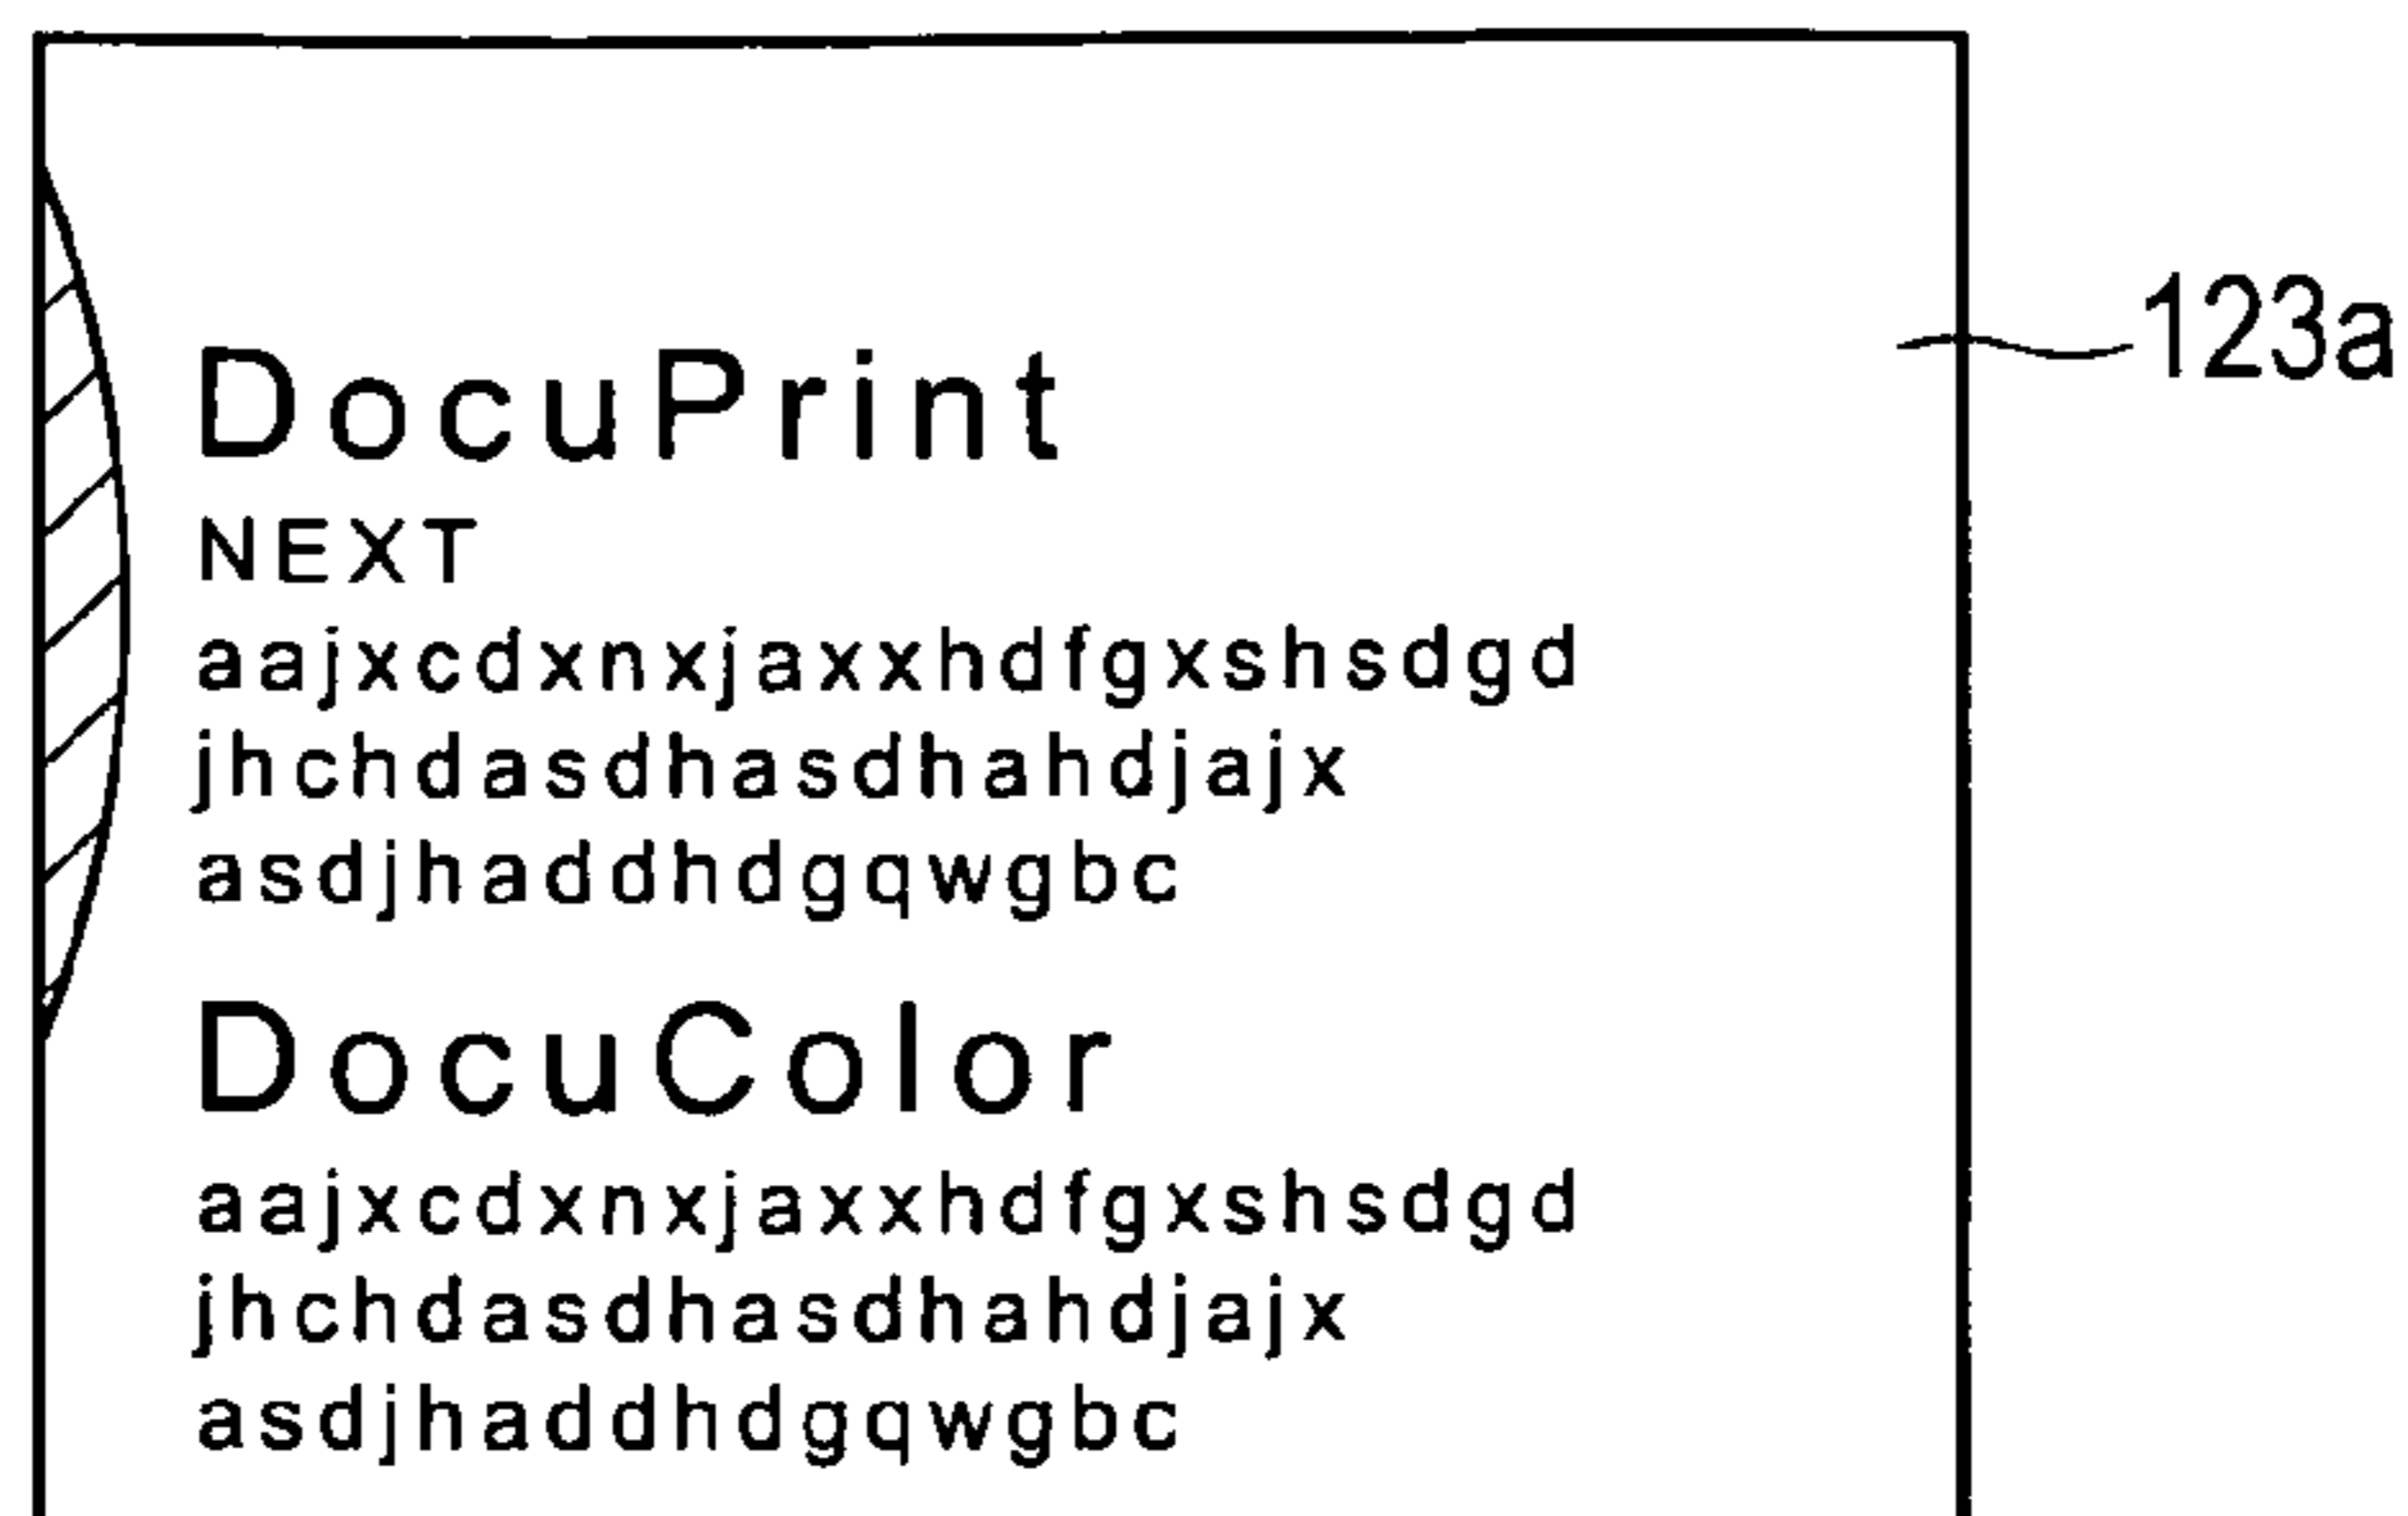 123a
DocuPrint
NEXT
aajxcdxnxjaxxhdfgxshsdgd
jhchdasdhasdhahdjajx
asdjhaddhdgqwgbc
DocuColor
aajxcdxnxjaxxhdfgxshsdgd
jhchdasdhasdhahdjajx
asdjhaddhdgqwgbc